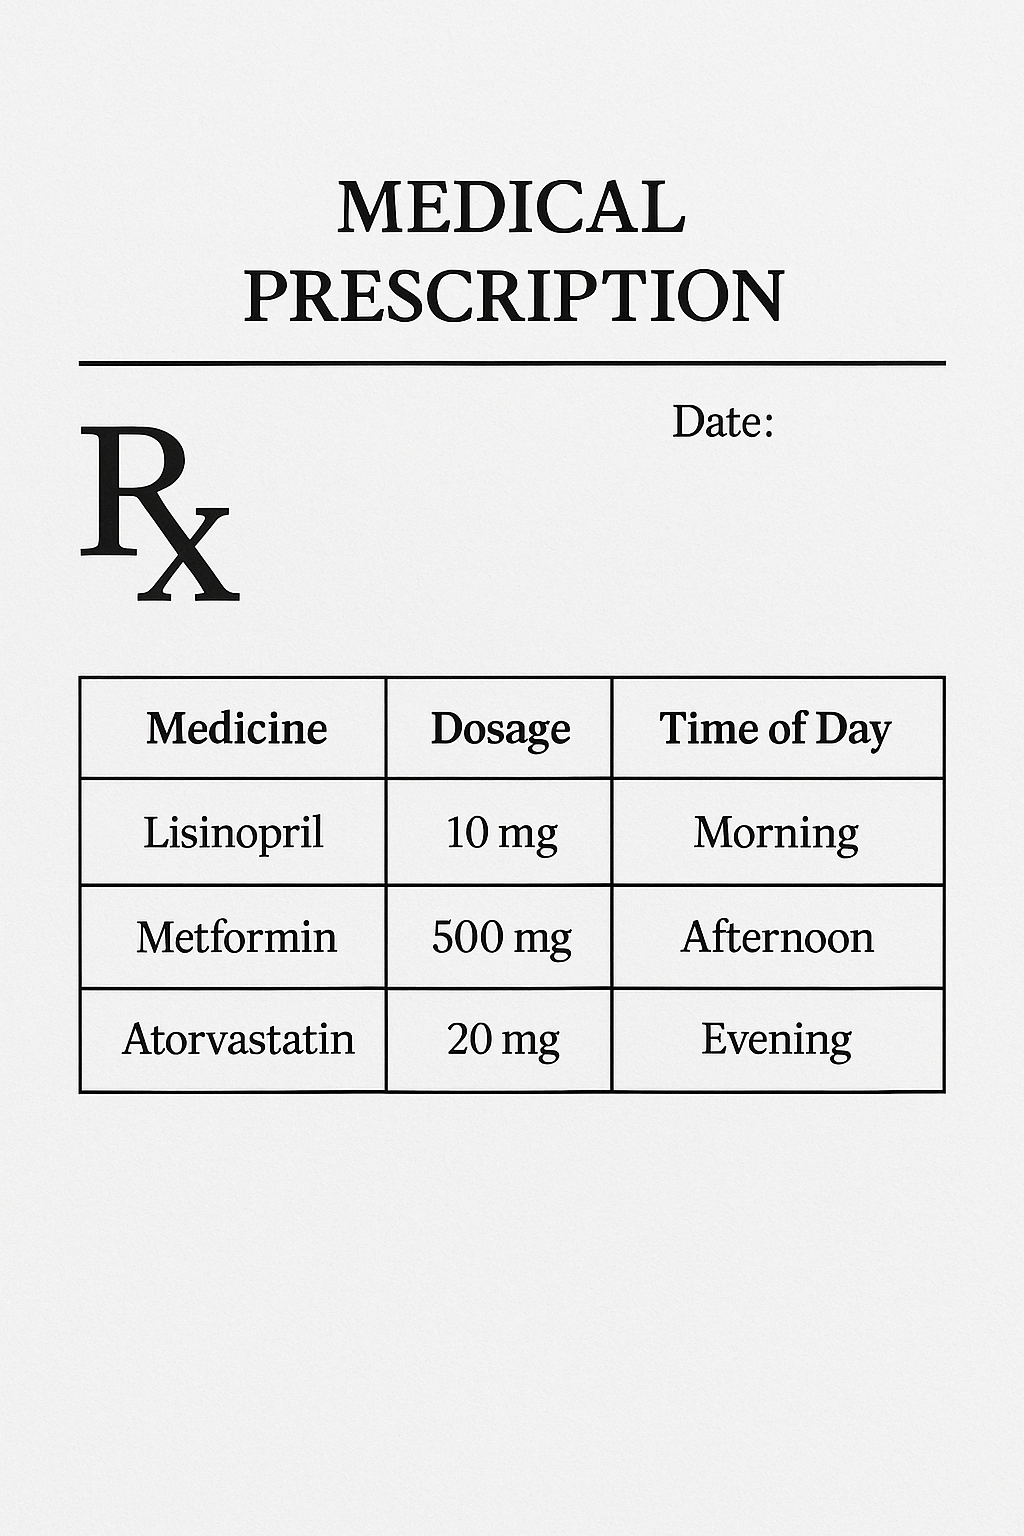 MEDICAL
PRESCRIPTION
Date:
Rx
Medicine Dosage Time of Day
Lisinopril 10 mg Morning
Metformin 500 mg Afternoon
Atorvastatin 20 mg Evening